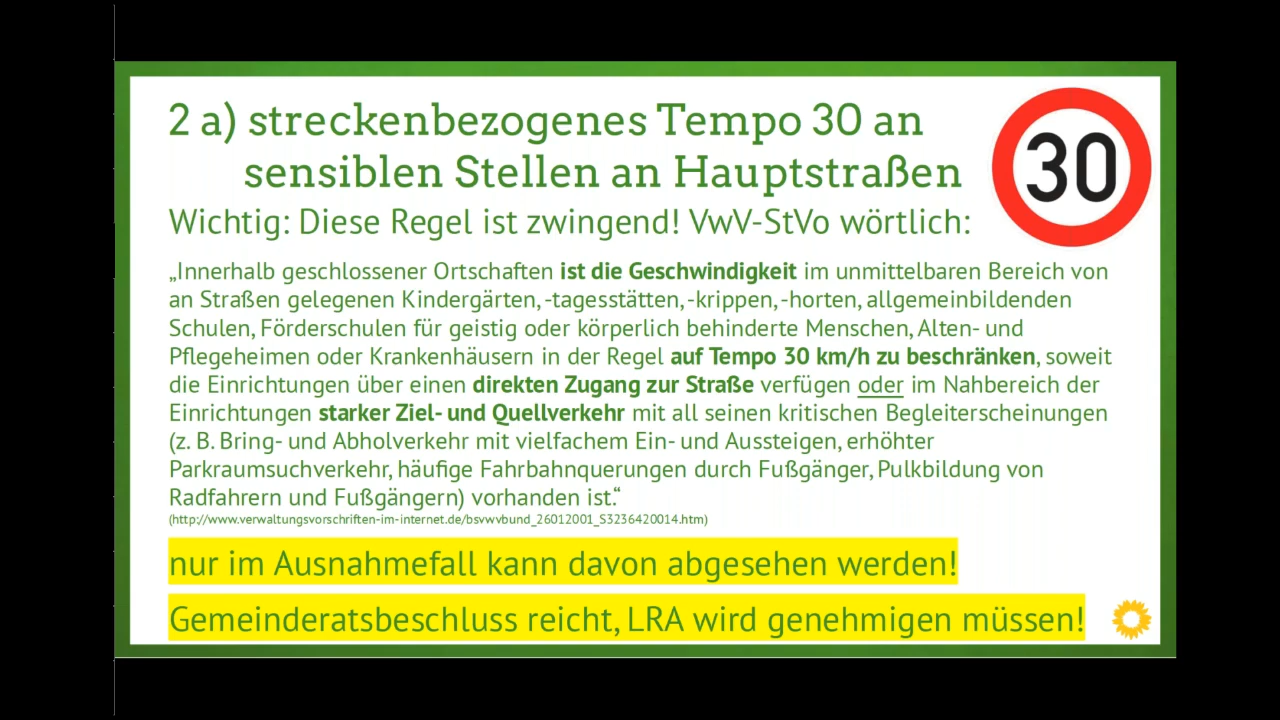 2 a) streckenbezogenes Tempo 30 an
sensiblen Stellen an Hauptstraßen
30
Wichtig: Diese Regel ist zwingend! VwV-StVo wörtlich:
„Innerhalb geschlossener Ortschaften ist die Geschwindigkeit im unmittelbaren Bereich von
an Straßen gelegenen Kindergärten, -tagesstätten, -krippen, -horten, allgemeinbildenden
Schulen, Förderschulen für geistig oder körperlich behinderte Menschen, Alten- und
Pflegeheimen oder Krankenhäusern in der Regel auf Tempo 30 km/h zu beschränken, soweit
die Einrichtungen über einen direkten Zugang zur Straße verfügen oder im Nahbereich der
Einrichtungen starker Ziel- und Quellverkehr mit all seinen kritischen Begleiterscheinungen
(z. B. Bring- und Abholverkehr mit vielfachem Ein- und Aussteigen, erhöhter
Parkraumsuchverkehr, häufige Fahrbahnquerungen durch Fußgänger, Pulkbildung von
Radfahrern und Fußgängern) vorhanden ist.“
(http://www.verwaltungsvorschriften-im-internet.de/bsvwvbund_26012001_S3236420014.htm)
nur im Ausnahmefall kann davon abgesehen werden!
Gemeinderatsbeschluss reicht, LRA wird genehmigen müssen!